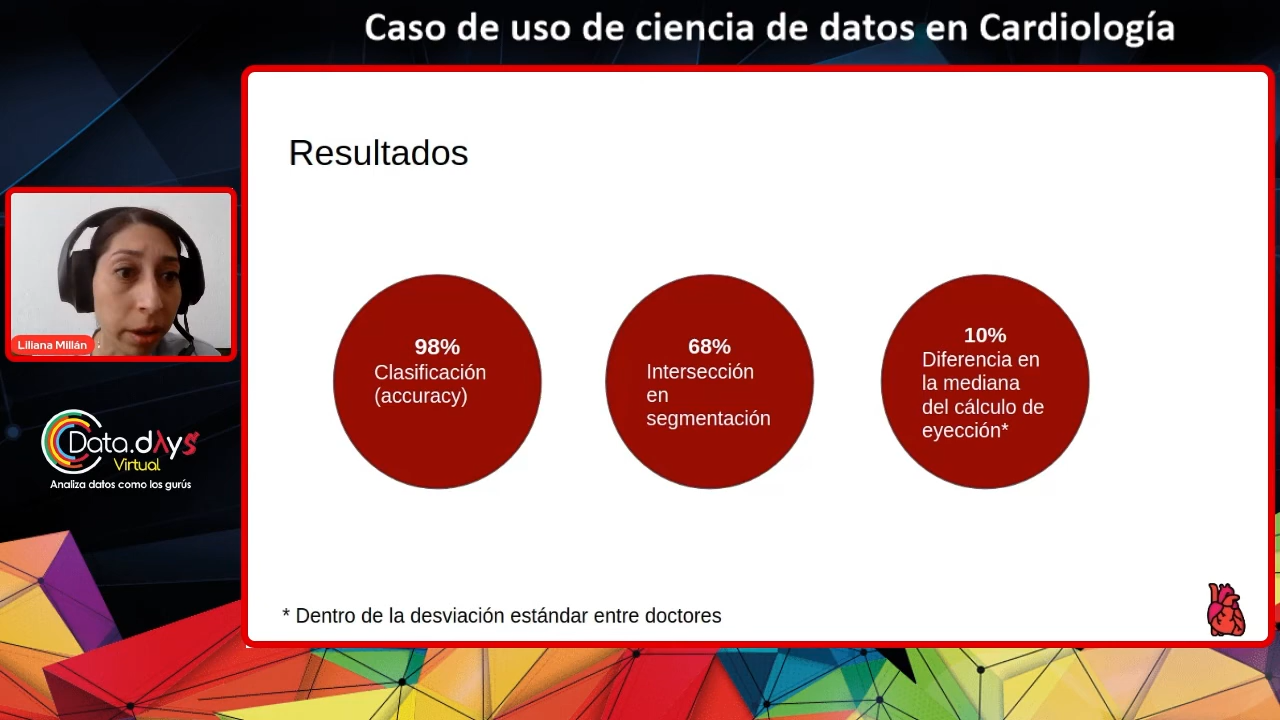 Caso de uso de ciencia de datos en Cardiología
Resultados
98%
Clasificación
(accuracy)
68%
Intersección
en
segmentación
10%
Diferencia en
la mediana
del cálculo de
eyección*
* Dentro de la desviación estándar entre doctores
Liliana Millán
Data.dAys
Virtual
Analiza datos como los gurús